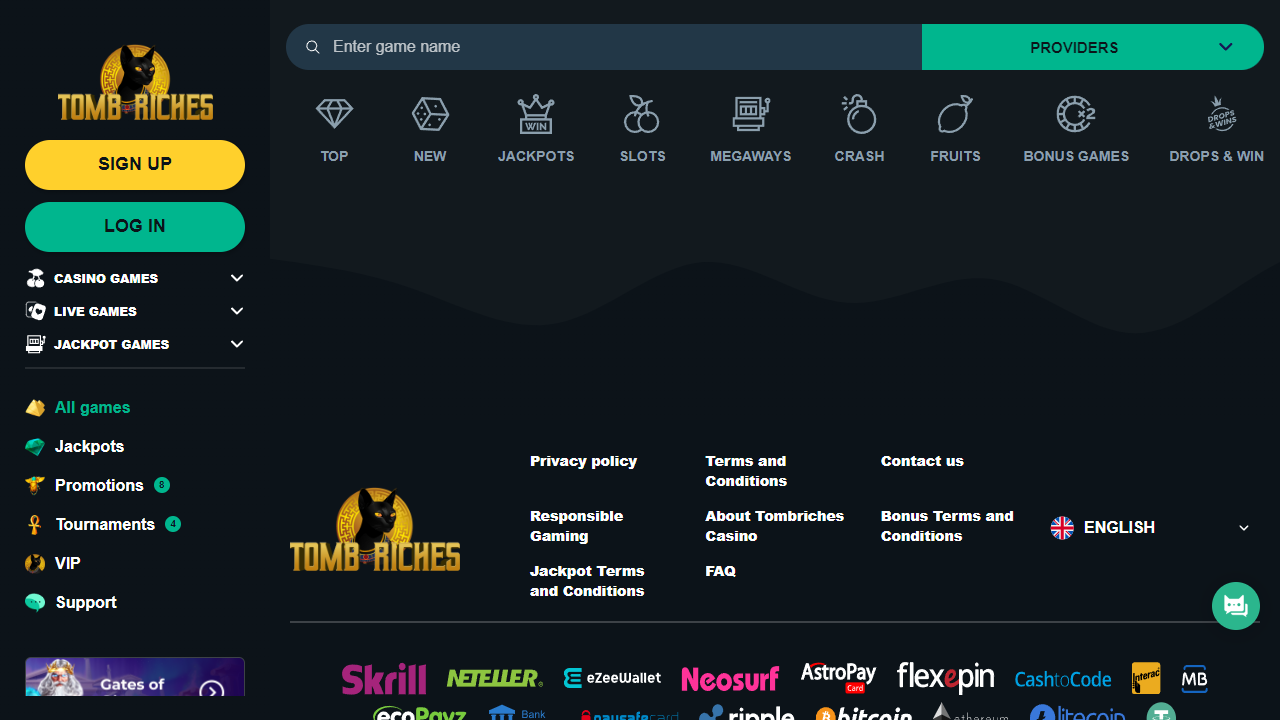 TOMB RICHES
SIGN UP
LOG IN
CASINO GAMES
LIVE GAMES
JACKPOT GAMES
All games
Jackpots
Promotions 8
Tournaments 4
VIP
Support
Gates of
Enter game name
PROVIDERS
TOP
NEW
WIN
JACKPOTS
SLOTS
MEGAWAYS
CRASH
FRUITS
×2
BONUS GAMES
DROPS
&WINS
DROPS & WIN
TOMB RICHES
Privacy policy
Terms and
Conditions
Contact us
Responsible
Gaming
About Tombriches
Casino
Bonus Terms and
Conditions
Jackpot Terms
and Conditions
FAQ
ENGLISH
Skrill
NETELLER
eZeeWallet
Neosurf
AstroPay
Card
flexepin
CashtoCode
Interac
MB
ecoPayz
Bank
paysafecard
ripple
bitcoin
ethereum
litecoin